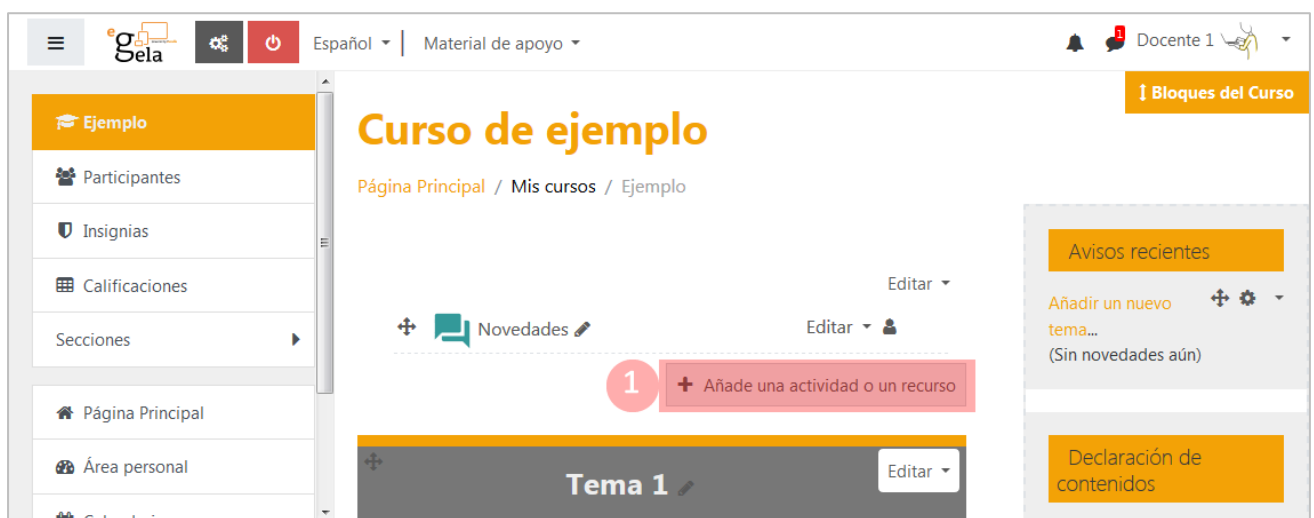 eGela
Español
Material de apoyo
1
Docente 1
Bloques del Curso
Ejemplo
Participantes
Insignias
Calificaciones
Secciones
Página Principal
Área personal
Curso de ejemplo
Página Principal / Mis cursos / Ejemplo
Editar
Novedades
Editar
1
+ Añade una actividad o un recurso
Tema 1
Editar
Avisos recientes
Añadir un nuevo
tema...
(Sin novedades aún)
Declaración de
contenidos